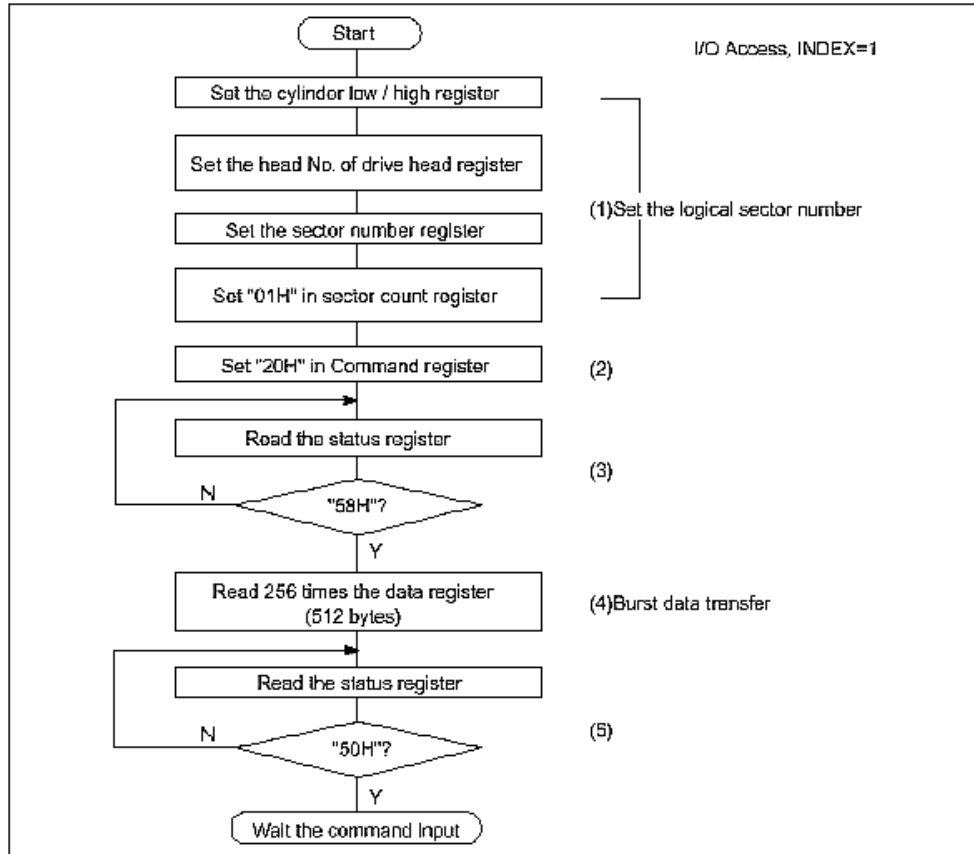 Start
I/O Access, INDEX=1
Set the cylinder low / high register
Set the head No. of drive head register
(1)Set the logical sector number
Set the sector number register
Set "01H" in sector count register
Set "20H" in Command register
(2)
Read the status register
(3)
N
"58H"?
Y
Read 256 times the data register
(512 bytes)
(4)Burst data transfer
Read the status register
N
"50H"?
(5)
Y
Wait the command Input